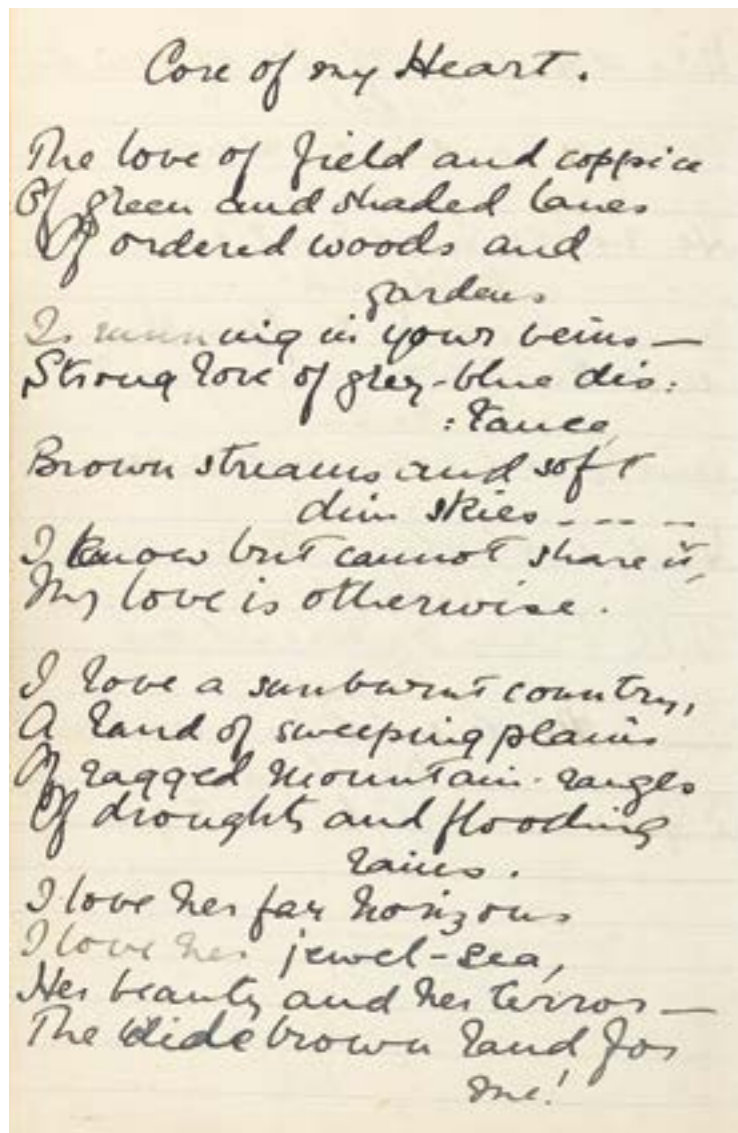 Core of my Heart.
The love of field and coppice
Of green and shaded lanes
Of ordered woods and
gardens
Is running in your veins —
Strong love of grey-blue dis:
:tance,
Brown streams and soft
dim skies - - - -
I know but cannot share it,
My love is otherwise.
I love a sunburnt country,
A land of sweeping plains
Of ragged mountain-ranges
Of droughts and flooding
rains.
I love her far horizons
I love her jewel-sea,
Her beauty and her terror —
The wide brown land for
me!